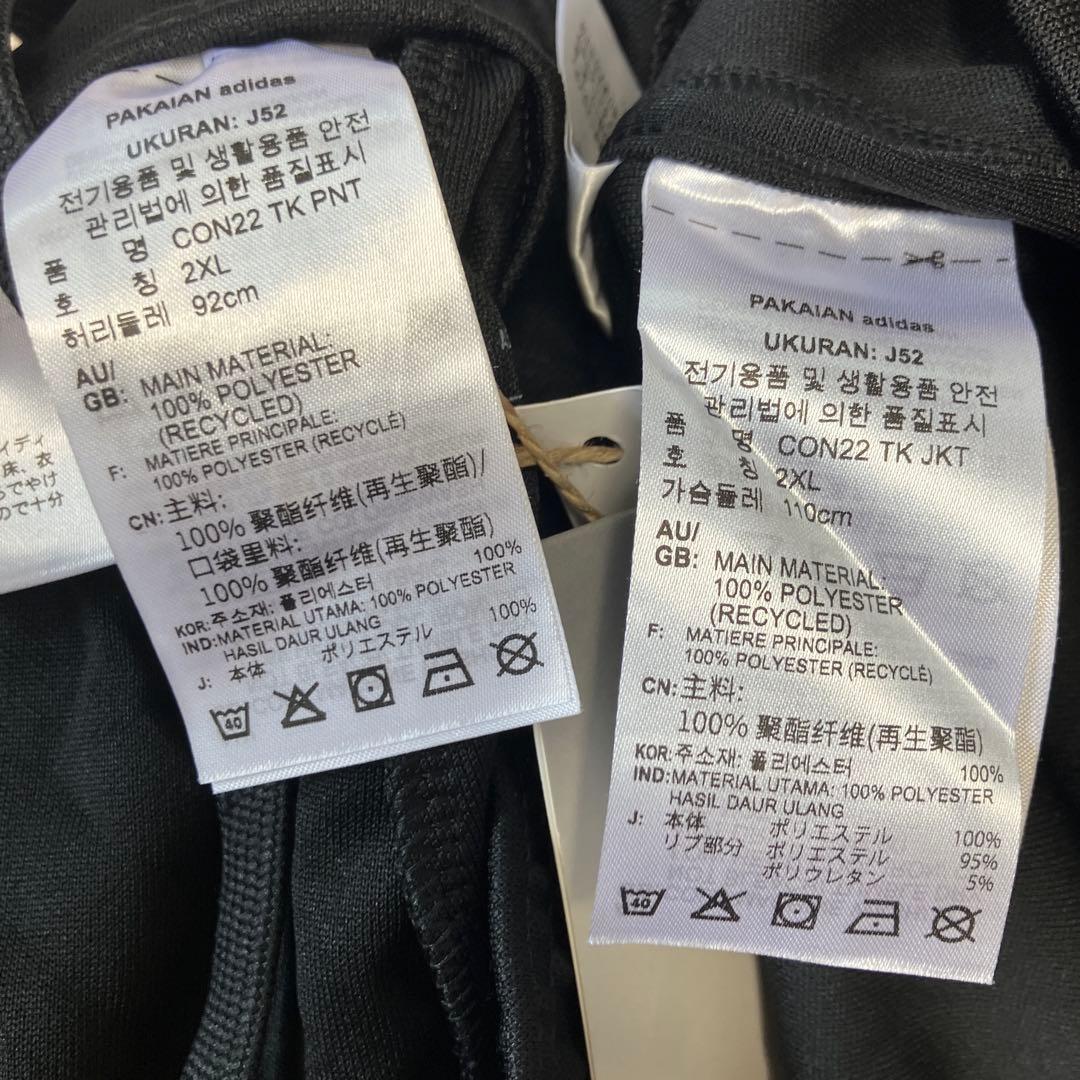 PAKAIAN adidas
UKURAN: J52
전기용품 및 생활용품 안전
관리법에 의한 품질표시
품 명 CON22 TK PNT
호 칭 2XL
허리둘레 92cm
AU/
GB: MAIN MATERIAL:
100% POLYESTER
(RECYCLED)
F: MATIERE PRINCIPALE:
100% POLYESTER (RECYCLÉ)
CN: 主料:
100% 聚酯纤维(再生聚酯)/
口袋里料:
100% 聚酯纤维(再生聚酯)
KOR: 주소재: 폴리에스터 100%
IND:MATERIAL UTAMA: 100% POLYESTER
HASIL DAUR ULANG
J: 本体 ポリエステル 100%
40
PAKAIAN adidas
UKURAN: J52
전기용품 및 생활용품 안전
관리법에 의한 품질표시
품 명 CON22 TK JKT
호 칭 2XL
가슴둘레 110cm
AU/
GB: MAIN MATERIAL:
100% POLYESTER
(RECYCLED)
F: MATIERE PRINCIPALE:
100% POLYESTER (RECYCLÉ)
CN: 主料:
100% 聚酯纤维(再生聚酯)
KOR: 주소재: 폴리에스터 100%
IND:MATERIAL UTAMA: 100% POLYESTER
HASIL DAUR ULANG
J: 本体 ポリエステル 100%
リブ部分 ポリエステル 95%
ポリウレタン 5%
40